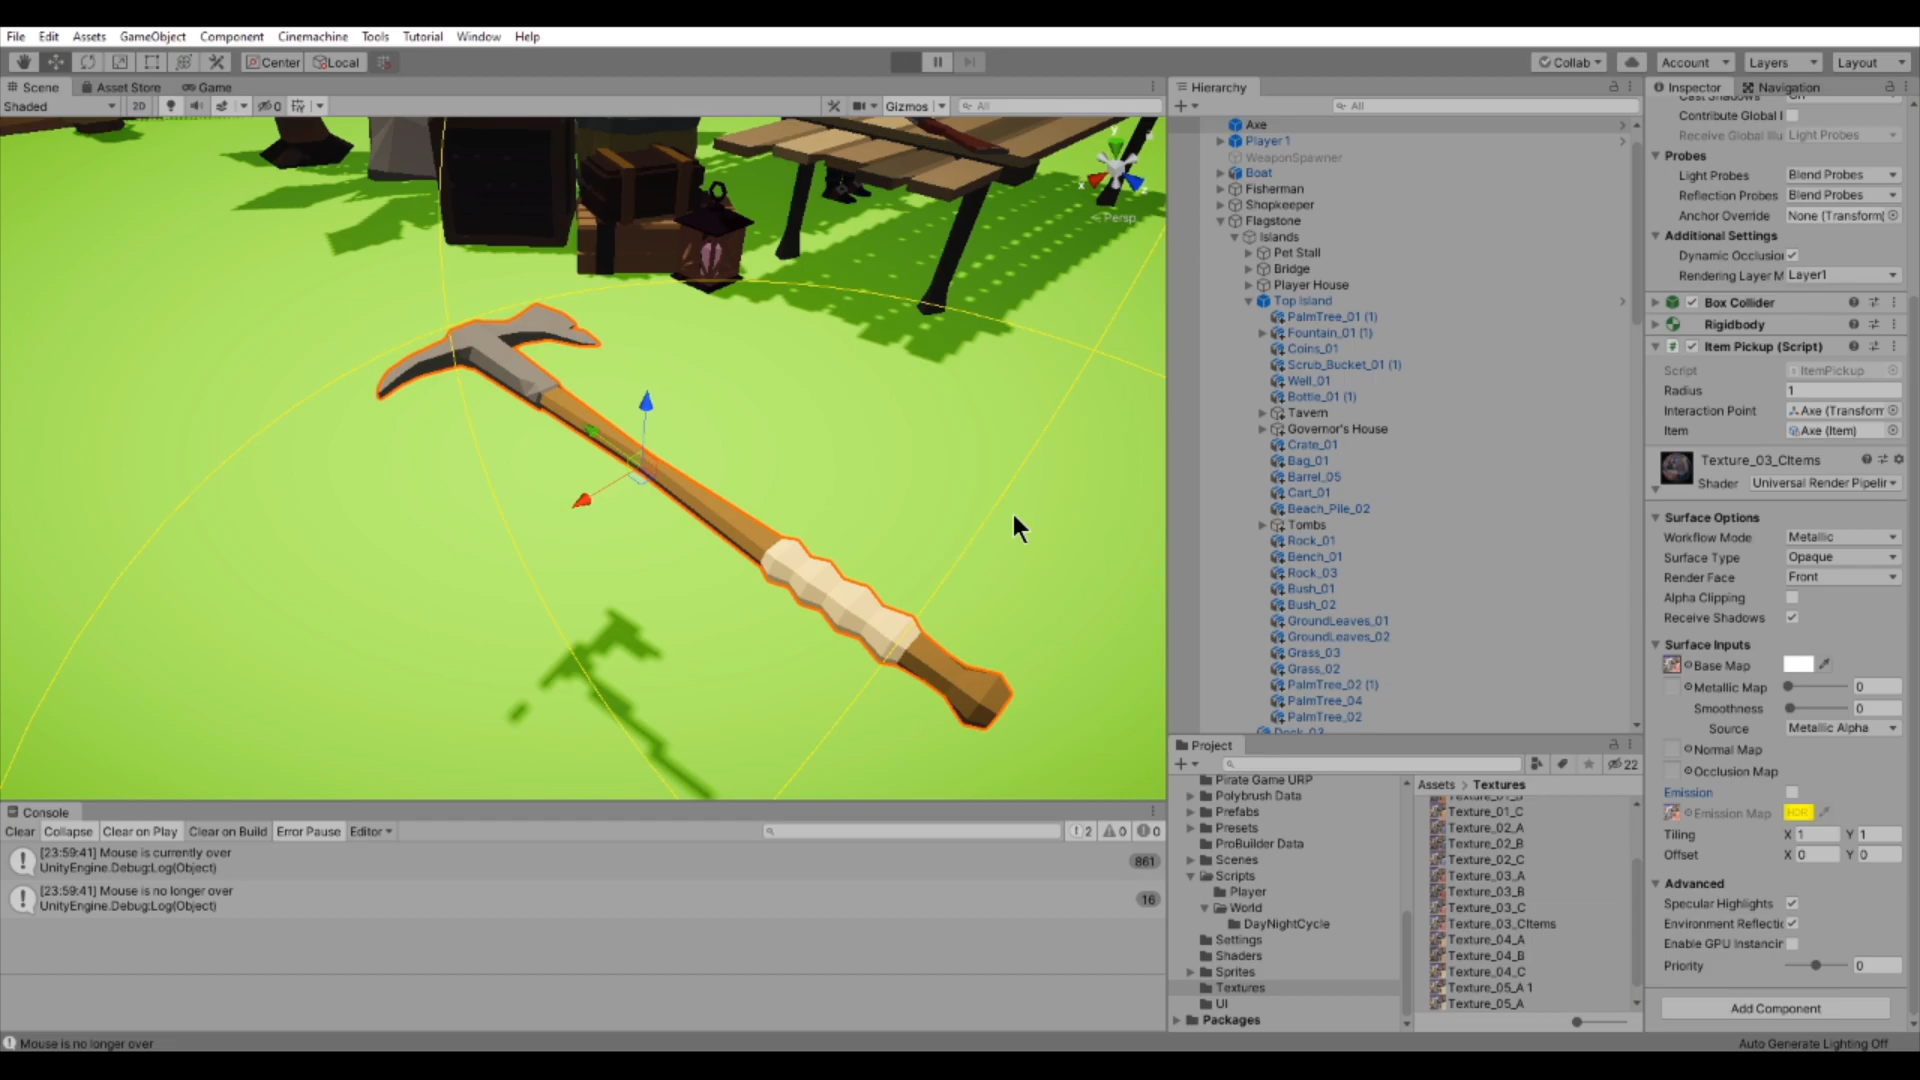 File Edit Assets GameObject Component Cinemachine Tools Tutorial Window Help
Center Local Collab Account Layers Layout
Scene Asset Store Game
Shaded 2D 0 Gizmos All
Persp
Hierarchy
All
Axe
Player 1
WeaponSpawner
Boat
Fisherman
Shopkeeper
Flagstone
Islands
Pet Stall
Bridge
Player House
Top Island
PalmTree_01 (1)
Fountain_01 (1)
Coins_01
Scrub_Bucket_01 (1)
Well_01
Bottle_01 (1)
Tavern
Governor's House
Crate_01
Bag_01
Barrel_05
Cart_01
Beach_Pile_02
Tombs
Rock_01
Bench_01
Rock_03
Bush_01
Bush_02
GroundLeaves_01
GroundLeaves_02
Grass_03
Grass_02
PalmTree_02 (1)
PalmTree_04
PalmTree_02
Inspector Navigation
Contribute Global I
Receive Global Illu Light Probes
Probes
Light Probes Blend Probes
Reflection Probes Blend Probes
Anchor Override None (Transform)
Additional Settings
Dynamic Occlusion
Rendering Layer M Layer1
Box Collider
Rigidbody
Item Pickup (Script)
Script ItemPickup
Radius 1
Interaction Point Axe (Transform
Item Axe (Item)
Texture_03_CItems
Shader Universal Render Pipelir
Surface Options
Workflow Mode Metallic
Surface Type Opaque
Render Face Front
Alpha Clipping
Receive Shadows
Surface Inputs
Base Map
Metallic Map 0
Smoothness 0
Source Metallic Alpha
Normal Map
Occlusion Map
Emission
Emission Map HDR
Tiling X 1 Y 1
Offset X 0 Y 0
Advanced
Specular Highlights
Environment Reflectic
Enable GPU Instancir
Priority 0
Add Component
Project
22
Pirate Game URP
Polybrush Data
Prefabs
Presets
ProBuilder Data
Scenes
Scripts
Player
World
DayNightCycle
Settings
Shaders
Sprites
Textures
UI
Packages
Assets > Textures
Texture_01_C
Texture_02_A
Texture_02_B
Texture_02_C
Texture_03_A
Texture_03_B
Texture_03_C
Texture_03_CItems
Texture_04_A
Texture_04_B
Texture_04_C
Texture_05_A 1
Texture_05_A
Console
Clear Collapse Clear on Play Clear on Build Error Pause Editor 2 0 0
[23:59:41] Mouse is currently over
UnityEngine.Debug:Log(Object)
861
[23:59:41] Mouse is no longer over
UnityEngine.Debug:Log(Object)
16
Mouse is no longer over
Auto Generate Lighting Off